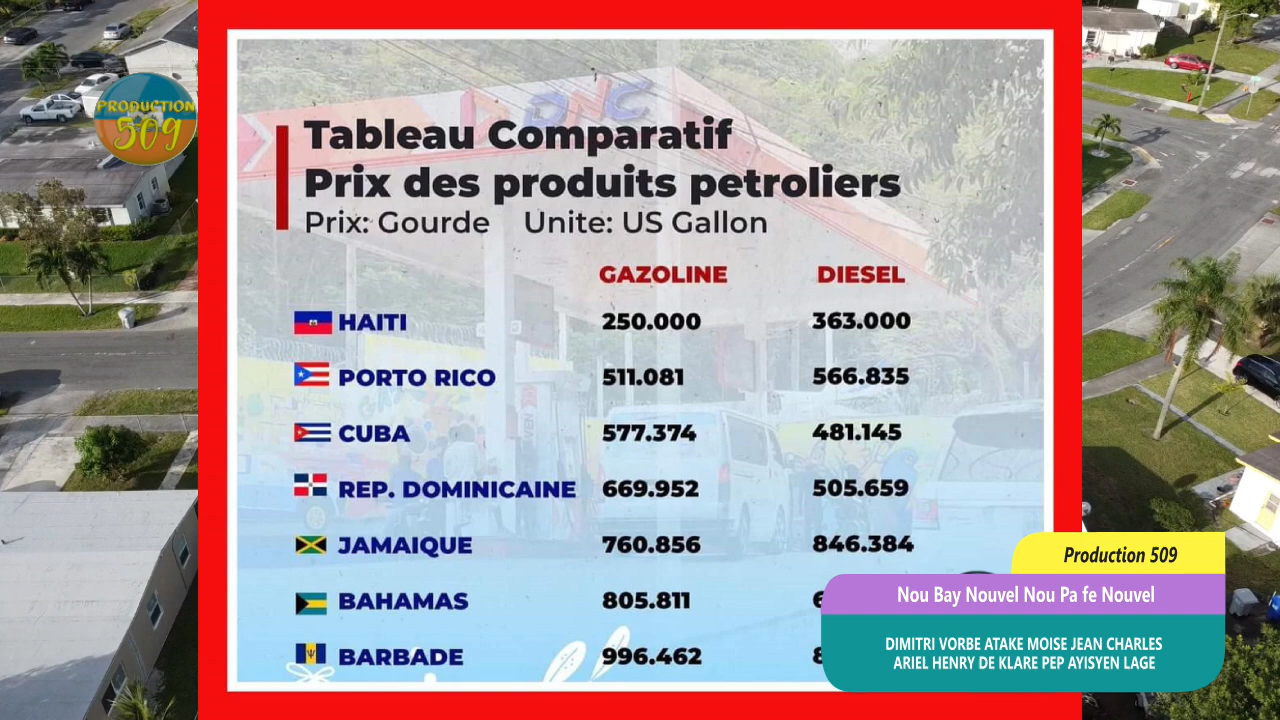 PRODUCTION
509
DNC
Tableau Comparatif
Prix des produits petroliers
Prix: Gourde Unite: US Gallon
GAZOLINE DIESEL
HAITI 250.000 363.000
PORTO RICO 511.081 566.835
CUBA 577.374 481.145
REP. DOMINICAINE 669.952 505.659
JAMAIQUE 760.856 846.384
BAHAMAS 805.811
BARBADE 996.462
Production 509
Nou Bay Nouvel Nou Pa fe Nouvel
DIMITRI VORBE ATAKE MOISE JEAN CHARLES
ARIEL HENRY DE KLARE PEP AYISYEN LAGE